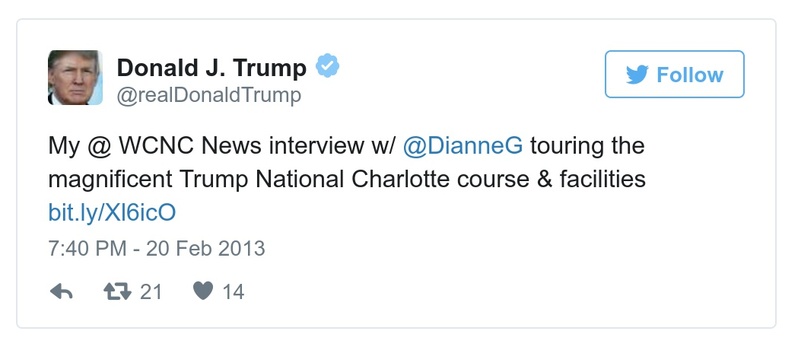 Donald J. Trump
@realDonaldTrump
Follow
My @ WCNC News interview w/ @DianneG touring the
magnificent Trump National Charlotte course & facilities
bit.ly/Xl6icO
7:40 PM - 20 Feb 2013
21 14